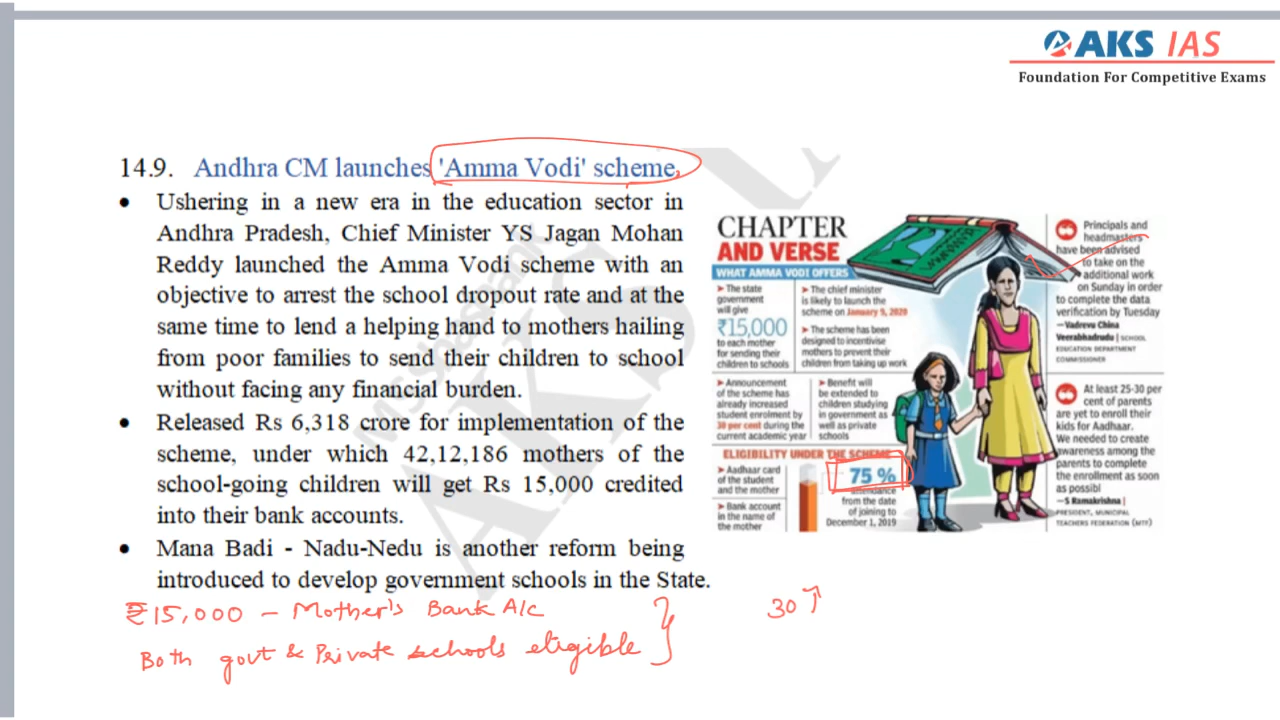 AKS IAS
Foundation For Competitive Exams
14.9. Andhra CM launches 'Amma Vodi' scheme,
• Ushering in a new era in the education sector in
Andhra Pradesh, Chief Minister YS Jagan Mohan
Reddy launched the Amma Vodi scheme with an
objective to arrest the school dropout rate and at the
same time to lend a helping hand to mothers hailing
from poor families to send their children to school
without facing any financial burden.
• Released Rs 6,318 crore for implementation of the
scheme, under which 42,12,186 mothers of the
school-going children will get Rs 15,000 credited
into their bank accounts.
• Mana Badi - Nadu-Nedu is another reform being
introduced to develop government schools in the State.
₹15,000 – Mother's Bank A/c
Both govt & Private schools eligible
30↑
CHAPTER
AND VERSE
WHAT AMMA VODI OFFERS
➤ The state
government
will give
₹15,000
to each mother
for sending their
children to schools
➤ The chief minister
is likely to launch the
scheme on January 9, 2020
➤ The scheme has been
designed to incentivise
mothers to prevent their
children from taking up work
➤ Announcement
of the scheme has
already increased
student enrolment by
30 per cent during the
current academic year
➤ Benefit will
be extended to
children studying
in government as
well as private
schools
ELIGIBILITY UNDER THE SCHEME
➤ Aadhaar card
of the student
and the mother
➤ Bank account
in the name of
the mother
75 %
attendance
from the date
of joining to
December 1, 2019
Principals and
headmasters
have been advised
to take on the
additional work
on Sunday in order
to complete the data
verification by Tuesday
—Vadrevu China
Veerabhadrudu | SCHOOL
EDUCATION DEPARTMENT
COMMISSIONER
At least 25-30 per
cent of parents
are yet to enroll their
kids for Aadhaar.
We needed to create
awareness among the
parents to complete
the enrollment as soon
as possibl
—S Ramakrishna |
PRESIDENT, MUNICIPAL
TEACHERS FEDERATION (MTF)